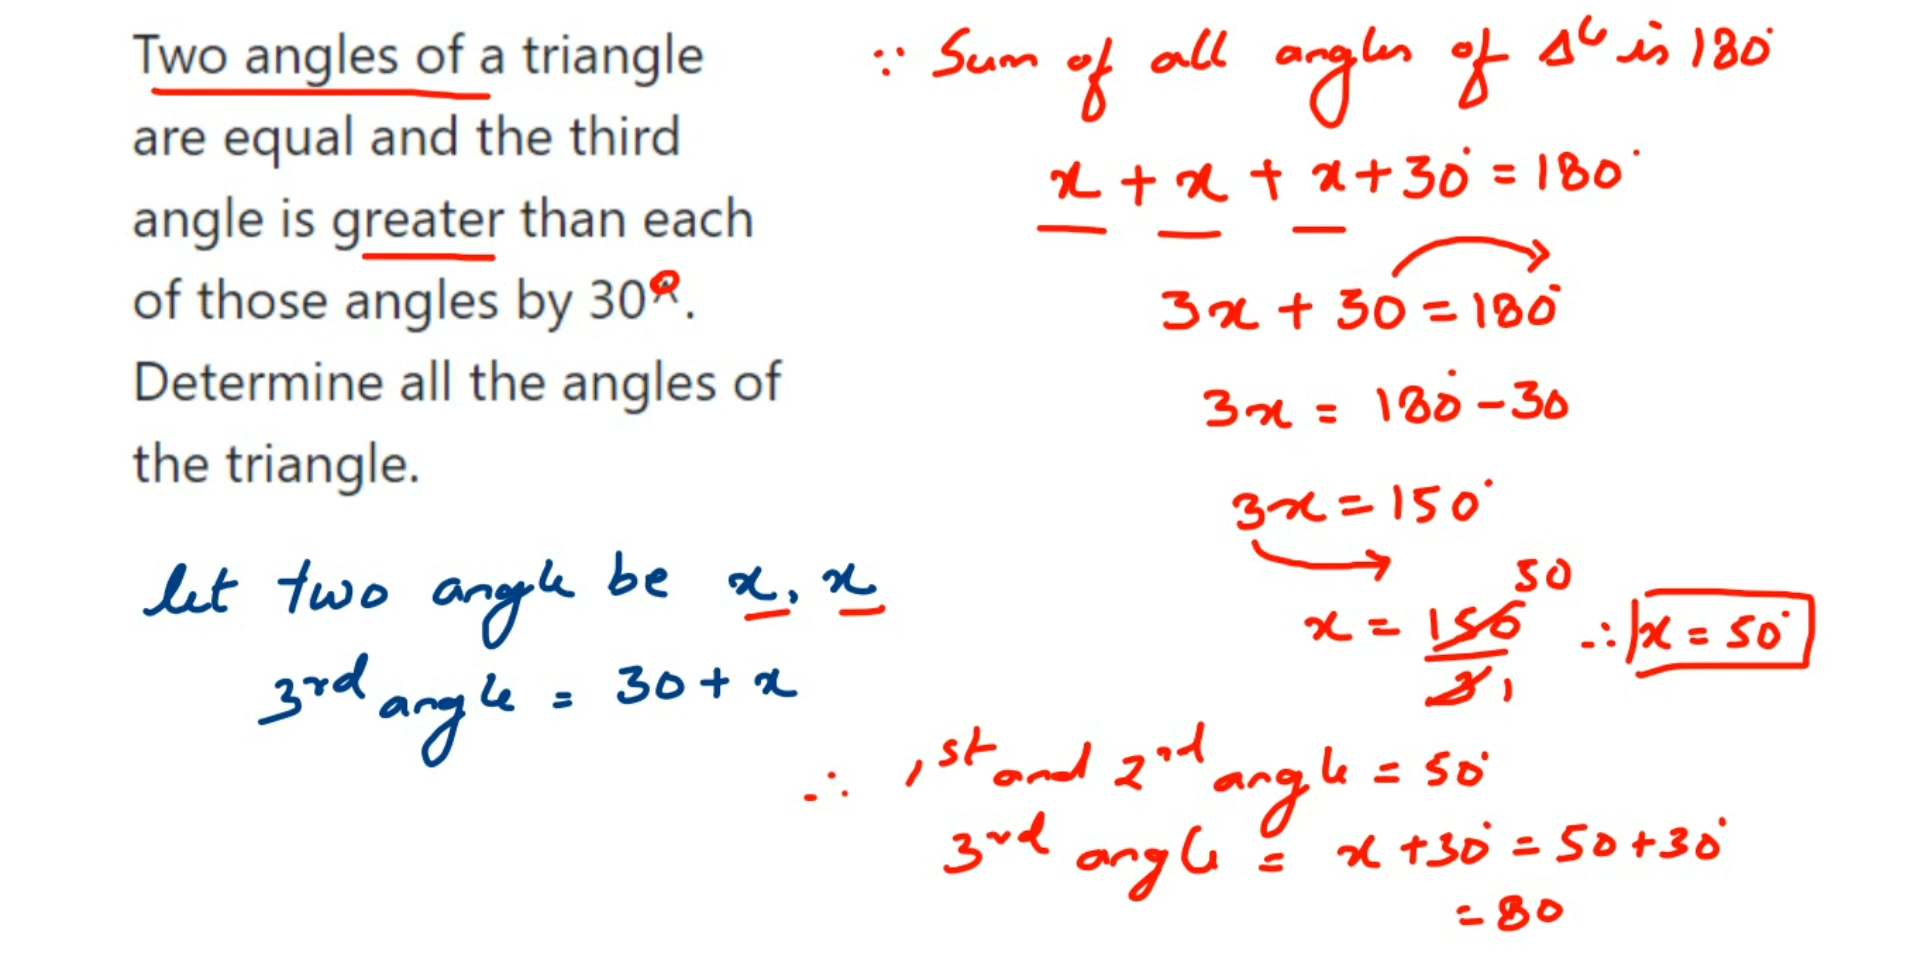 Two angles of a triangle
are equal and the third
angle is greater than each
of those angles by 30°.
Determine all the angles of
the triangle.
let two angle be x, x
3rd angle = 30 + x
∵ Sum of all angles of Δle is 180°
x + x + x + 30° = 180°
3x + 30 = 180°
3x = 180° - 30
3x = 150°
50
x = 150/3 1 ∴ x = 50°
∴ 1st and 2nd angle = 50°
3rd angle = x + 30° = 50 + 30°
= 80